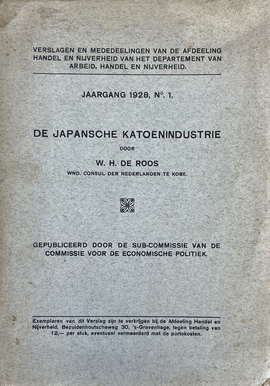 VERSLAGEN EN MEDEDEELINGEN VAN DE AFDEELING
HANDEL EN NIJVERHEID VAN HET DEPARTEMENT VAN
ARBEID, HANDEL EN NIJVERHEID.
JAARGANG 1928, No. 1.
DE JAPANSCHE KATOENINDUSTRIE
DOOR
W. H. DE ROOS
WND. CONSUL DER NEDERLANDEN TE KOBE.
GEPUBLICEERD DOOR DE SUB-COMMISSIE VAN DE
COMMISSIE VOOR DE ECONOMISCHE POLITIEK.
Exemplaren van dit Verslag zijn te verkrijgen bij de Afdeeling Handel en
Nijverheid, Bezuidenhoutscheweg 30, 's-Gravenhage, tegen betaling van
12,— per stuk, eventueel vermeerderd met de portokosten.